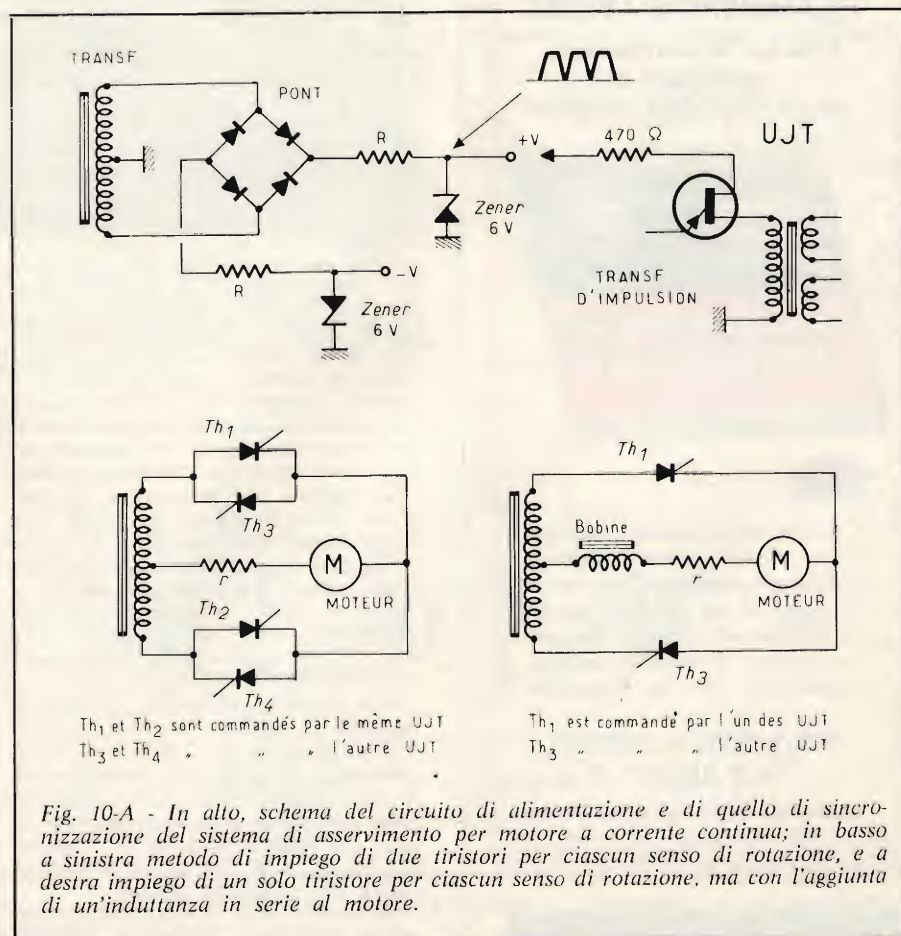 TRANSF
PONT
R
+V
470 Ω
UJT
Zener
6 V
R
-V
Zener
6 V
TRANSF
D'IMPULSION
Th1
Th3
r
M
MOTEUR
Th2
Th4
Th1 et Th2 sont commandés par le même UJT
Th3 et Th4 „ „ „ l'autre UJT
Th1
Bobine
r
M
MOTEUR
Th3
Th1 est commandé par l'un des UJT
Th3 „ „ „ l'autre UJT
Fig. 10-A - In alto, schema del circuito di alimentazione e di quello di sincro-
nizzazione del sistema di asservimento per motore a corrente continua; in basso
a sinistra metodo di impiego di due tiristori per ciascun senso di rotazione, e a
destra impiego di un solo tiristore per ciascun senso di rotazione, ma con l'aggiunta
di un'induttanza in serie al motore.